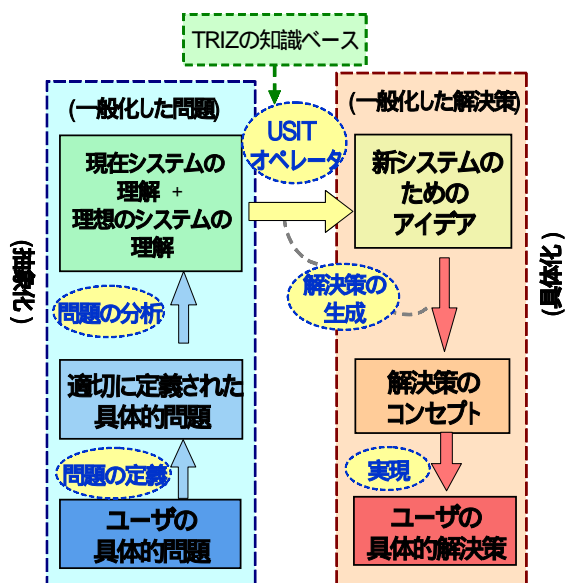 TRIZの知識ベース
(一般化した問題)
(一般化した解決策)
USIT
オペレータ
現在システムの
理解 +
理想のシステムの
理解
新システムの
ための
アイデア
(抽象化)
(具体化)
問題の分析
解決策の
生成
適切に定義された
具体的問題
解決策の
コンセプト
問題の定義
実現
ユーザの
具体的問題
ユーザの
具体的解決策